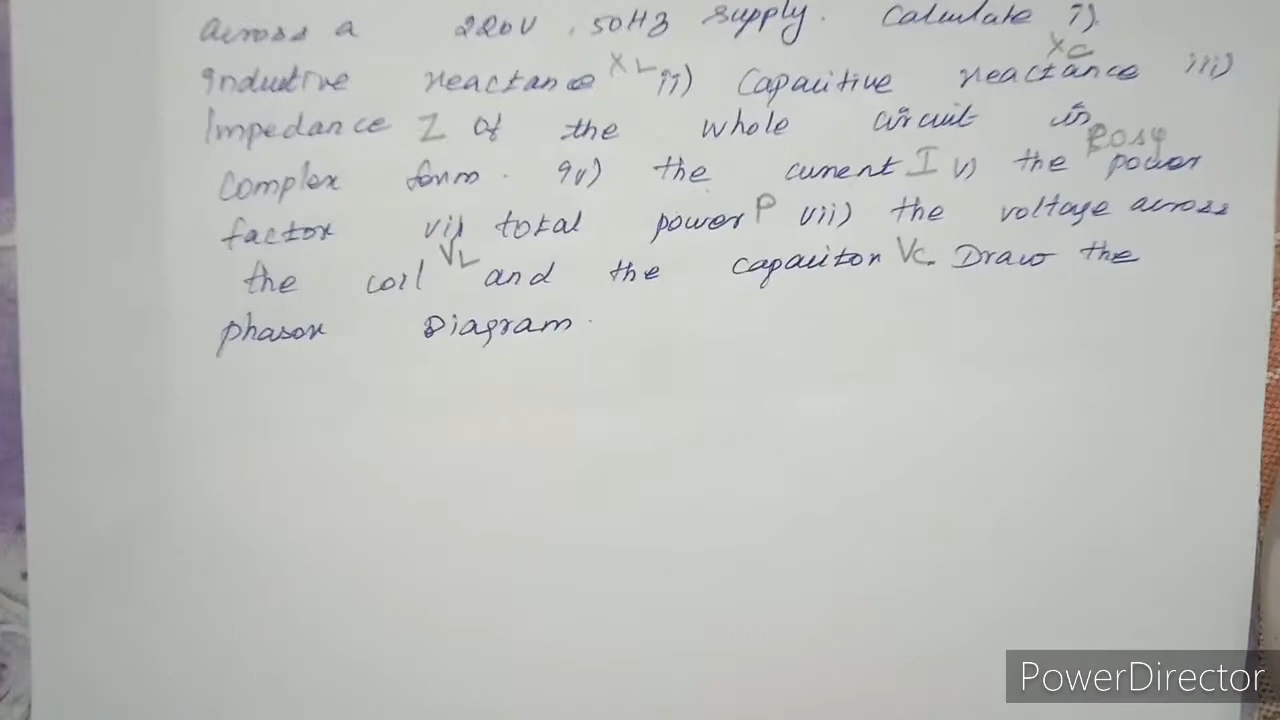 across a 220V, 50Hz supply. Calculate i).
inductive reactance XL ii) Capacitive reactance XC iii)
Impedance Z of the whole circuit in
complex form. iv) the current I v) the power cosφ
factor vi) total power P vii) the voltage across
the coil VL and the capacitor Vc. Draw the
phasor Diagram.
PowerDirector